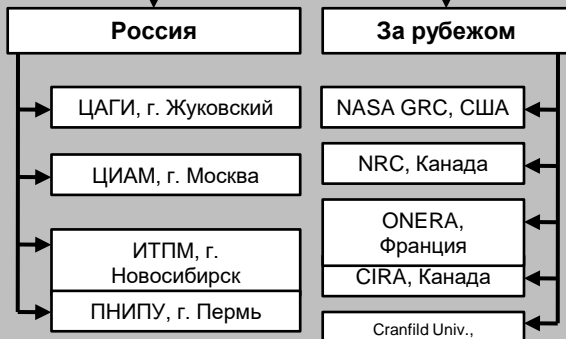 Россия
ЦАГИ, г. Жуковский
ЦИАМ, г. Москва
ИТПМ, г.
Новосибирск
ПНИПУ, г. Пермь
За рубежом
NASA GRC, США
NRC, Канада
ONERA,
Франция
CIRA, Канада
Cranfild Univ.,